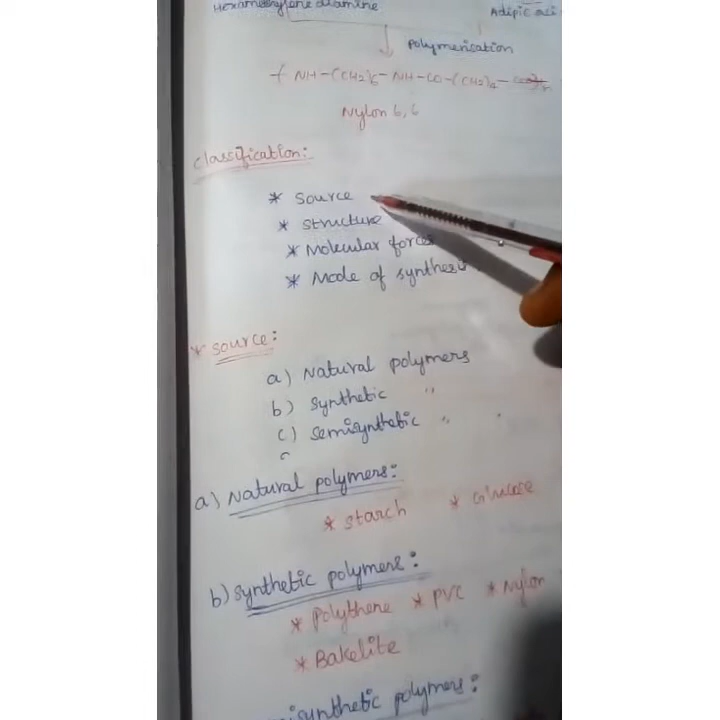 Hexamethylene diamine Adipic aci
Polymerisation
-( NH-(CH2)6-NH-CO-(CH2)4-
Nylon 6,6
Classification:
* Source
* Structure
* Molecular forces
* Mode of synthesis.
* Source:
a) Natural polymers
b) Synthetic "
c) Semisynthetic "
a) Natural polymers:
* Starch * Glucose
b) Synthetic polymers:
* Polythene * PVC * Nylon
* Bakelite
misynthetic polymers: